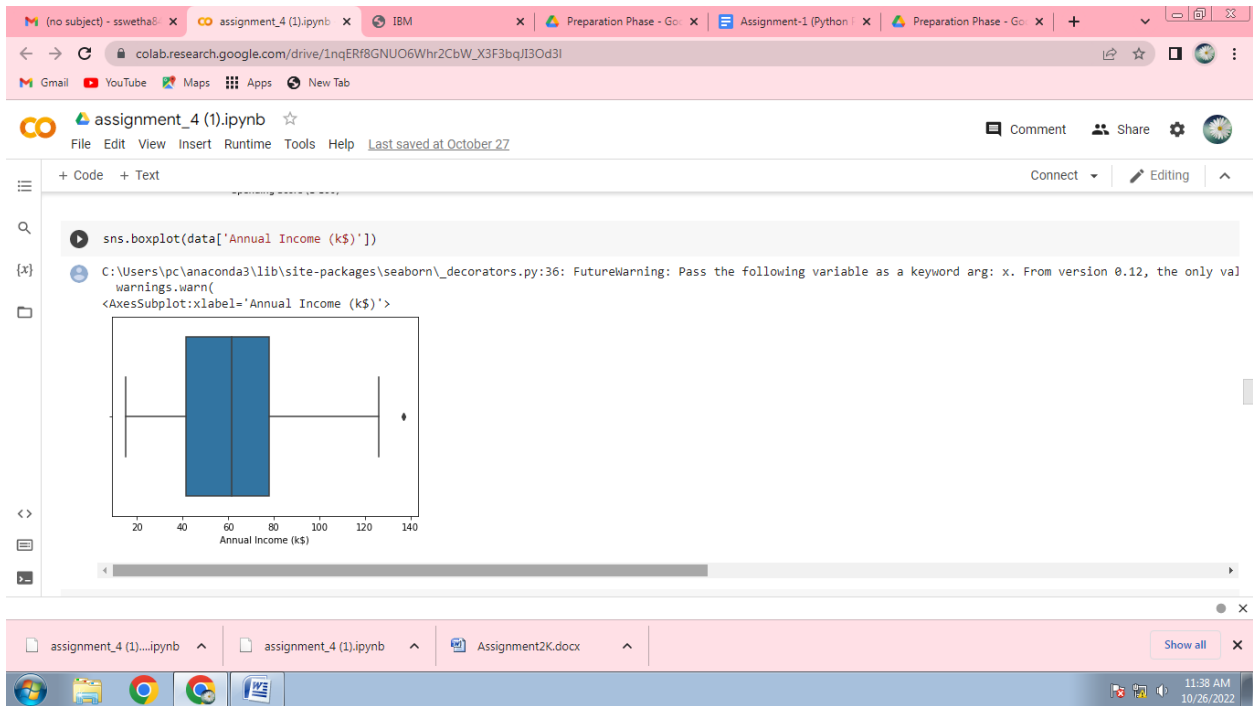 (no subject) - sswetha8
assignment_4 (1).ipynb
IBM
Preparation Phase - Goo
Assignment-1 (Python
Preparation Phase - Goo
colab.research.google.com/drive/1nqERf8GNUO6Whr2CbW_X3F3bqJI3Od3I
Gmail YouTube Maps Apps New Tab
assignment_4 (1).ipynb
File Edit View Insert Runtime Tools Help Last saved at October 27
Comment Share
+ Code + Text
Connect Editing
sns.boxplot(data['Annual Income (k$)'])
{x}
C:\Users\pc\anaconda3\lib\site-packages\seaborn\_decorators.py:36: FutureWarning: Pass the following variable as a keyword arg: x. From version 0.12, the only val
warnings.warn(
<AxesSubplot:xlabel='Annual Income (k$)'>
20 40 60 80 100 120 140
Annual Income (k$)
assignment_4 (1)....ipynb
assignment_4 (1).ipynb
Assignment2K.docx
Show all
11:38 AM
10/26/2022